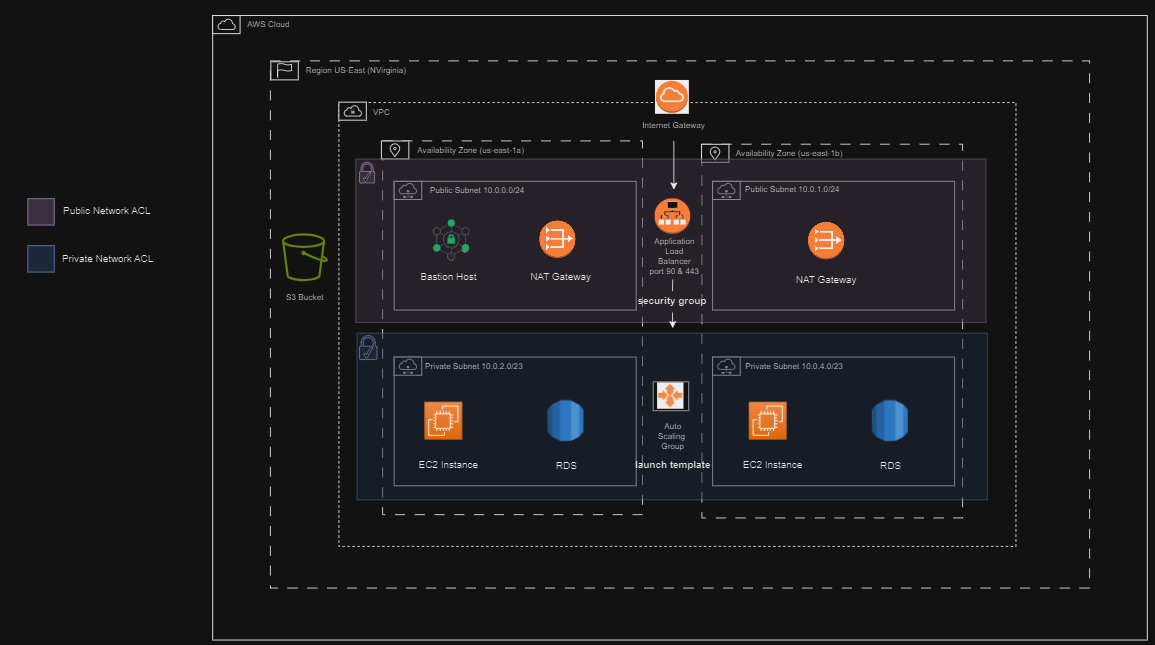 AWS Cloud
Region US-East (NVirginia)
VPC
Internet Gateway
Availability Zone (us-east-1a)
Availability Zone (us-east-1b)
Public Network ACL
Private Network ACL
S3 Bucket
Public Subnet 10.0.0.0/24
Bastion Host
NAT Gateway
Application
Load
Balancer
port 90 & 443
security group
Public Subnet 10.0.1.0/24
NAT Gateway
Private Subnet 10.0.2.0/23
EC2 Instance
RDS
Auto
Scaling
Group
launch template
Private Subnet 10.0.4.0/23
EC2 Instance
RDS